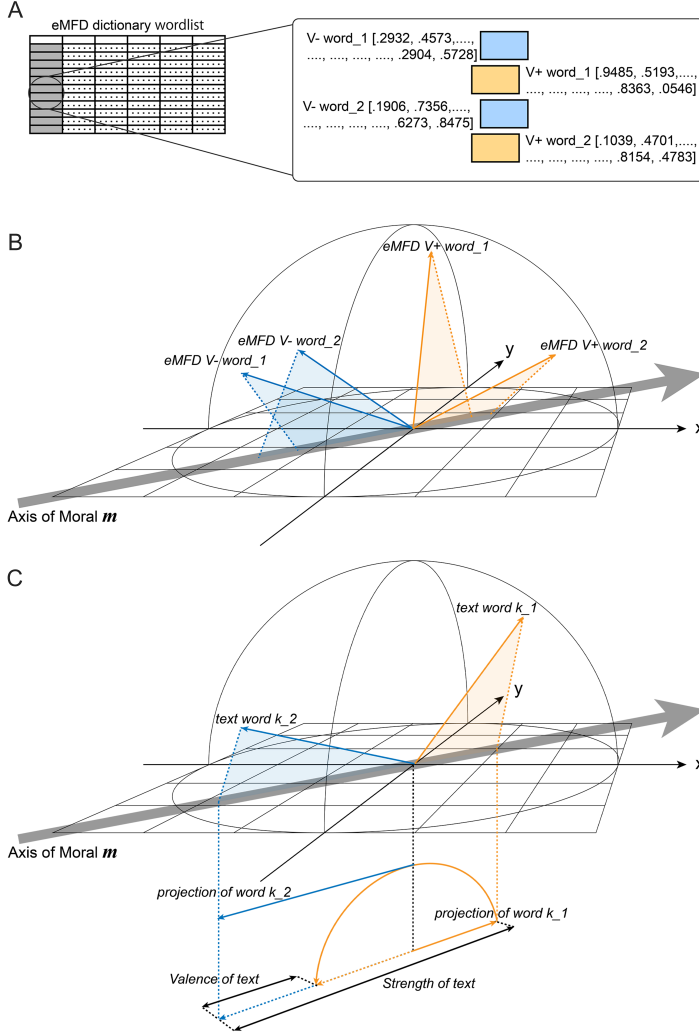 A
eMFD dictionary wordlist
V- word_1 [.2932, .4573,....,
...., ...., ...., ...., .2904, .5728]
V+ word_1 [.9485, .5193,....,
...., ...., ...., ...., .8363, .0546]
V- word_2 [.1906, .7356,....,
...., ...., ...., ...., .6273, .8475]
V+ word_2 [.1039, .4701,....,
...., ...., ...., ...., .8154, .4783]
B
eMFD V+ word_1
eMFD V- word_2
eMFD V- word_1
y
eMFD V+ word_2
x
Axis of Moral m
C
text word k_1
y
text word k_2
x
Axis of Moral m
projection of word k_2
projection of word k_1
Valence of text
Strength of text